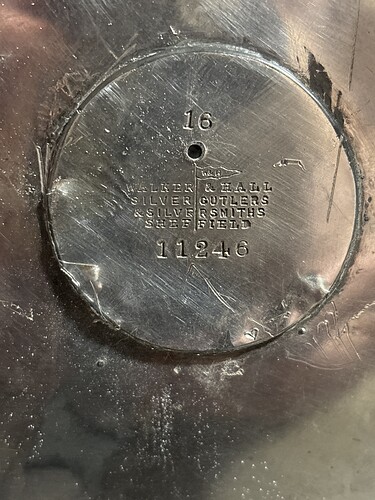 16
W&H
WALKER & HALL
SILVER CUTLERS
& SILVERSMITHS
SHEFFIELD
11246